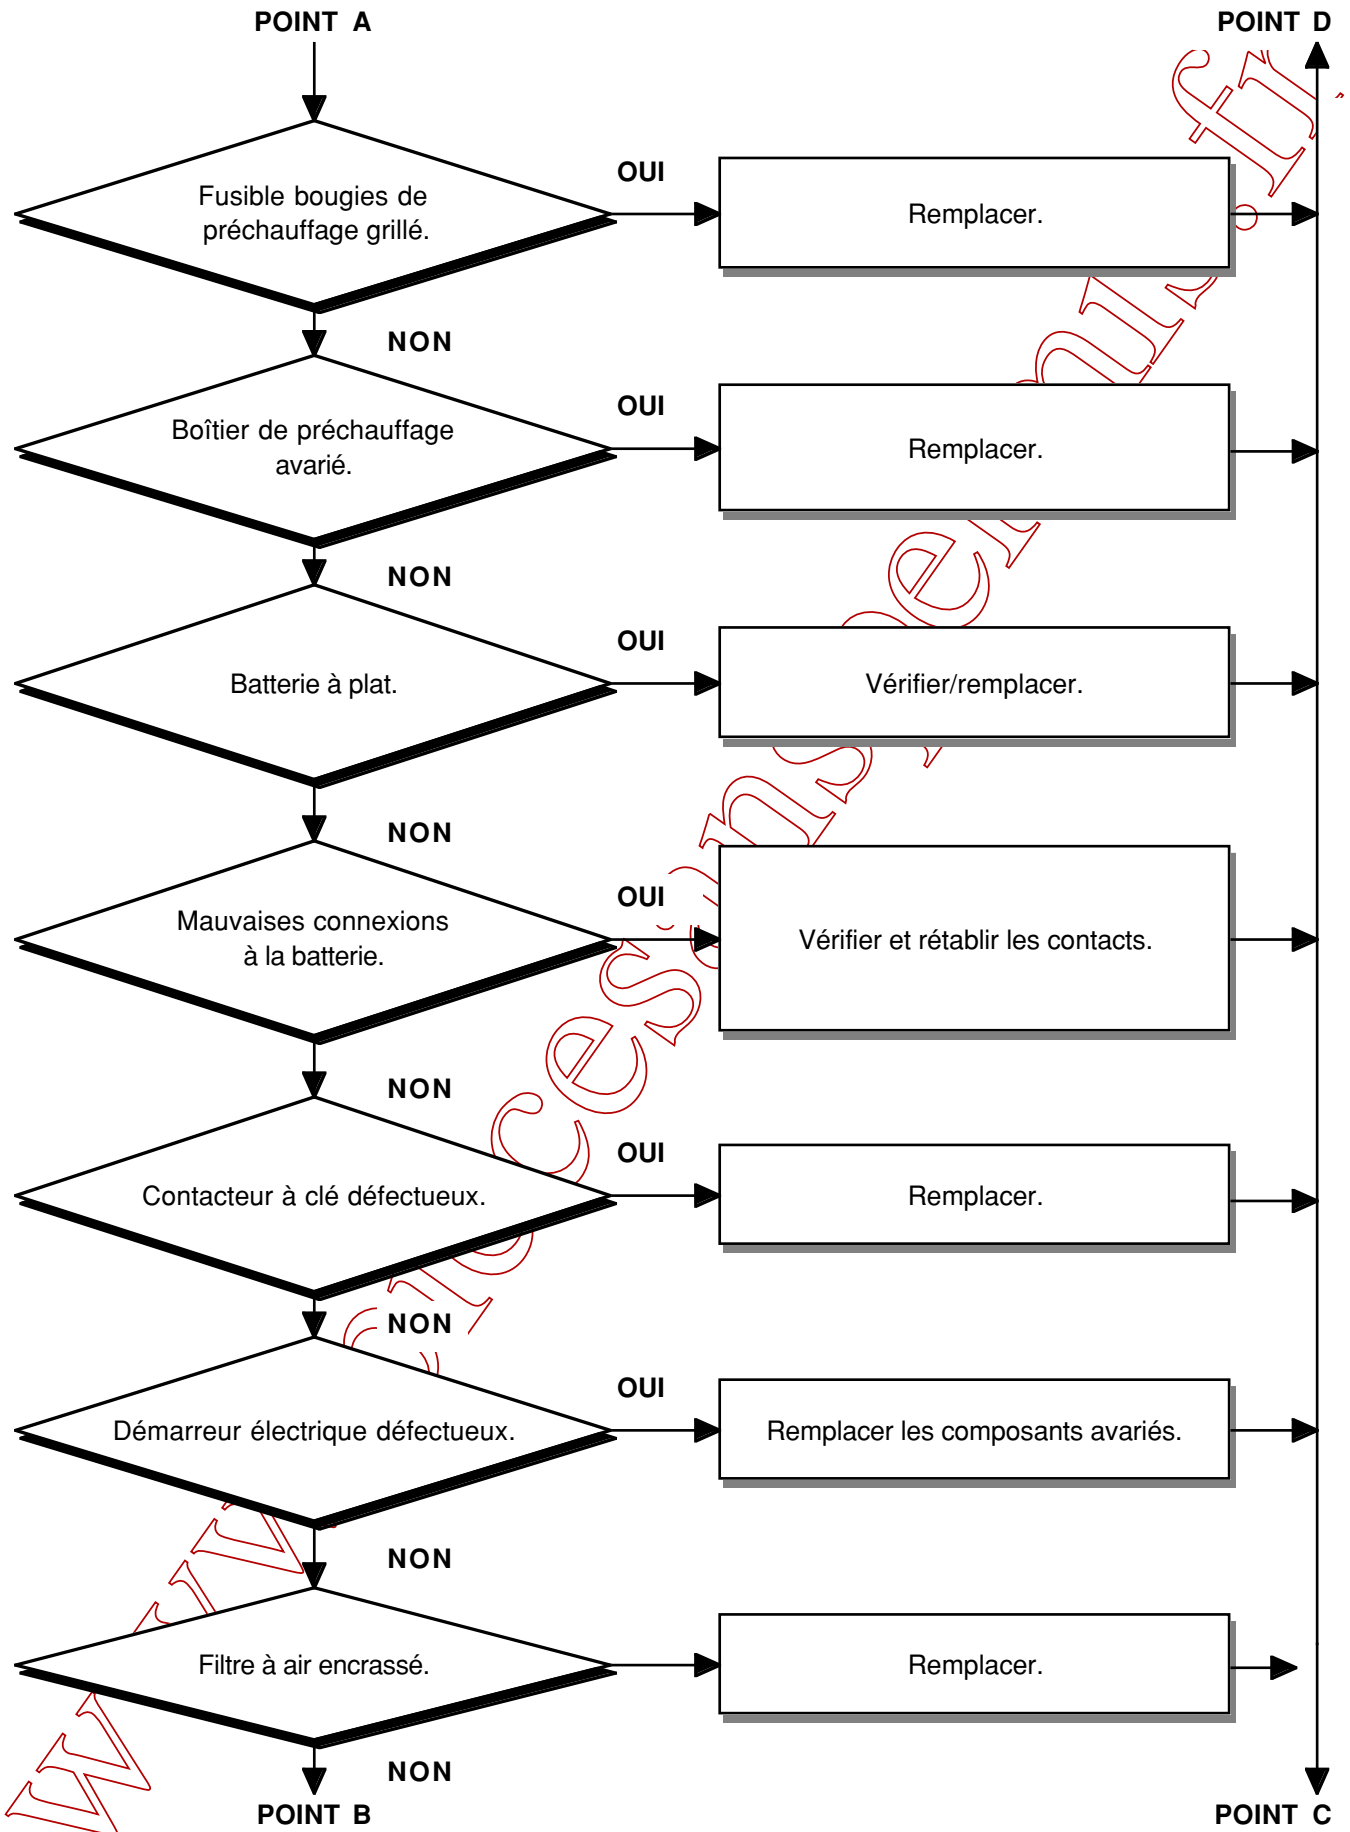 POINT A
POINT D
OUI
Fusible bougies de
préchauffage grillé.
Remplacer.
NON
OUI
Boîtier de préchauffage
avarié.
Remplacer.
NON
OUI
Batterie à plat.
Vérifier/remplacer.
NON
OUI
Mauvaises connexions
à la batterie.
Vérifier et rétablir les contacts.
NON
OUI
Contacteur à clé défectueux.
Remplacer.
NON
OUI
Démarreur électrique défectueux.
Remplacer les composants avariés.
NON
Filtre à air encrassé.
Remplacer.
NON
POINT B
POINT C